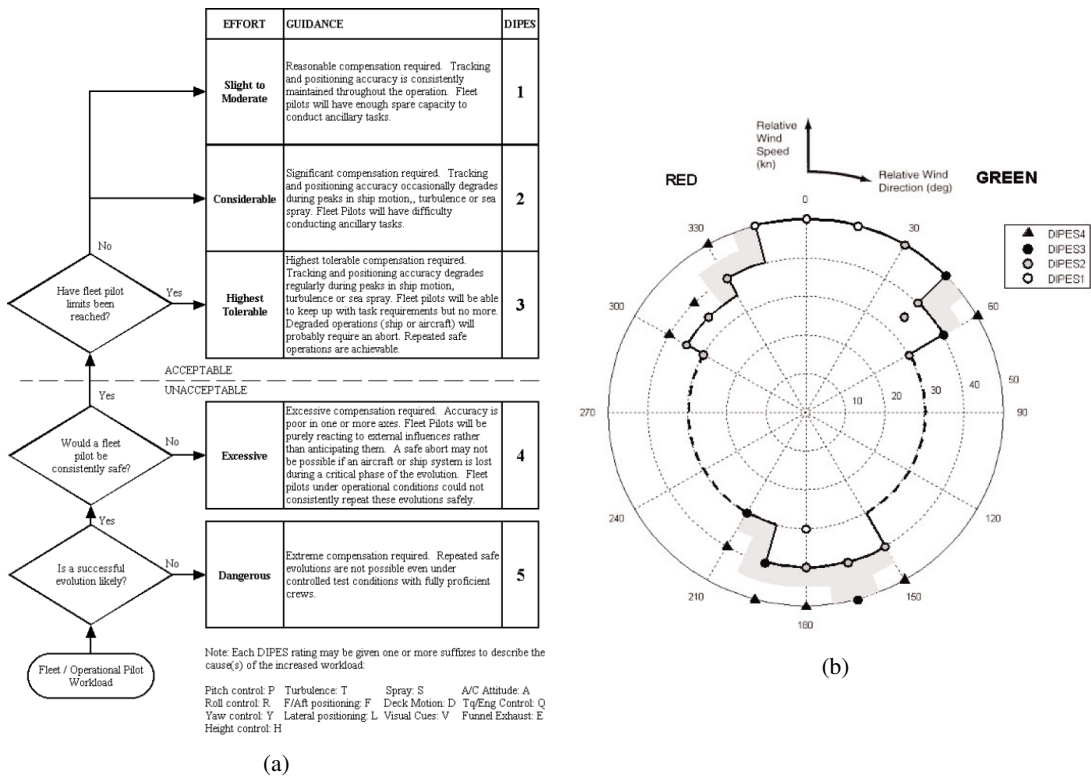 EFFORT GUIDANCE DIPES
Slight to
Moderate
Reasonable compensation required. Tracking
and positioning accuracy is consistently
maintained throughout the operation. Fleet
pilots will have enough spare capacity to
conduct ancillary tasks.
1
Considerable
Significant compensation required. Tracking
and positioning accuracy occasionally degrades
during peaks in ship motion,, turbulence or sea
spray. Fleet Pilots will have difficulty
conducting ancillary tasks.
2
No
Have fleet pilot
limits been
reached?
Yes
Highest
Tolerable
Highest tolerable compensation required.
Tracking and positioning accuracy degrades
regularly during peaks in ship motion,
turbulence or sea spray. Fleet pilots will be able
to keep up with task requirements but no more.
Degraded operations (ship or aircraft) will
probably require an abort. Repeated safe
operations are achievable.
3
ACCEPTABLE
UNACCEPTABLE
Yes
Would a fleet
pilot be
consistently safe?
No
Excessive
Excessive compensation required. Accuracy is
poor in one or more axes. Fleet Pilots will be
purely reacting to external influences rather
than anticipating them. A safe abort may not
be possible if an aircraft or ship system is lost
during a critical phase of the evolution. Fleet
pilots under operational conditions could not
consistently repeat these evolutions safely.
4
Yes
Is a successful
evolution likely?
No
Dangerous
Extreme compensation required. Repeated safe
evolutions are not possible even under
controlled test conditions with fully proficient
crews.
5
Fleet / Operational Pilot
Workload
Note: Each DIPES rating may be given one or more suffixes to describe the
cause(s) of the increased workload:
Pitch control: P Turbulence: T Spray: S A/C Attitude: A
Roll control: R F/Aft positioning: F Deck Motion: D Tq/Eng Control: Q
Yaw control: Y Lateral positioning: L Visual Cues: V Funnel Exhaust: E
Height control: H
(a)
Relative
Wind
Speed
(kn)
Relative Wind
Direction (deg)
RED
GREEN
0
330
30
DIPES4
DIPES3
DIPES2
DIPES1
300
60
10
20
30
40
50
270
90
240
120
210
150
180
(b)